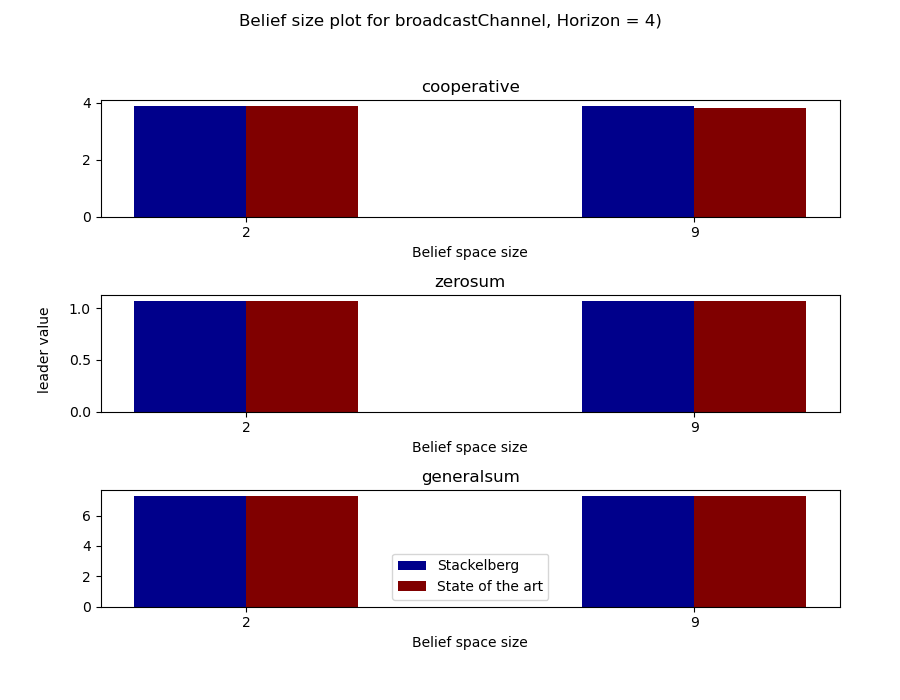 Belief size plot for broadcastChannel, Horizon = 4)
cooperative
4
2
0
2
9
Belief space size
zerosum
leader value
1.0
0.5
0.0
2
9
Belief space size
generalsum
6
4
2
0
Stackelberg
State of the art
2
9
Belief space size